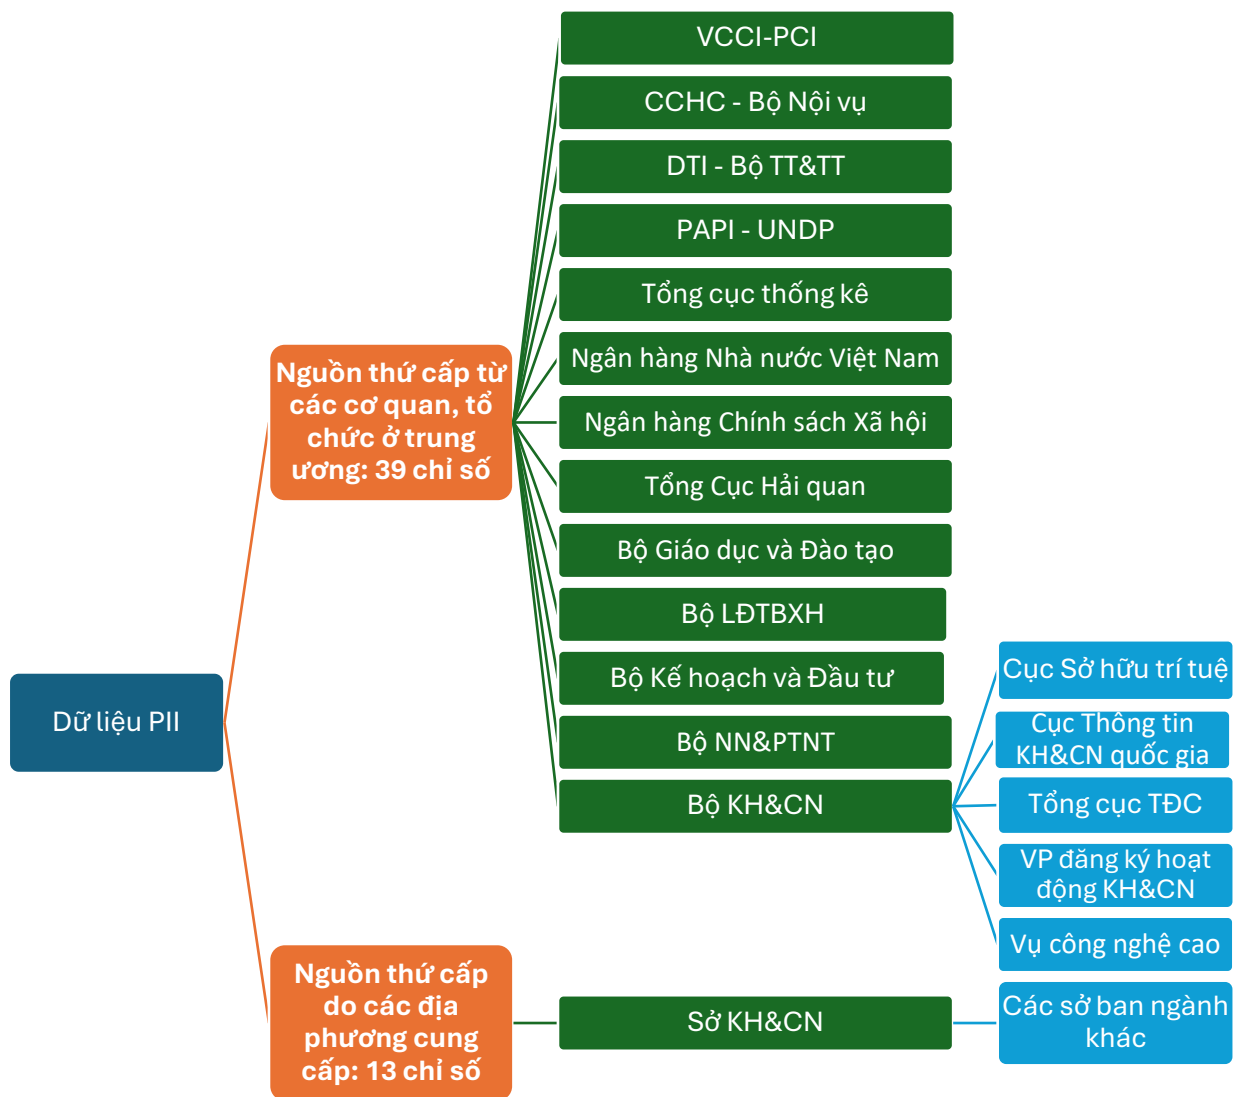 VCCI-PCI
CCHC - Bộ Nội vụ
DTI - Bộ TT&TT
PAPI - UNDP
Tổng cục thống kê
Nguồn thứ cấp từ
các cơ quan, tổ
chức ở trung
ương: 39 chỉ số
Ngân hàng Nhà nước Việt Nam
Ngân hàng Chính sách Xã hội
Tổng Cục Hải quan
Bộ Giáo dục và Đào tạo
Bộ LĐTBXH
Bộ Kế hoạch và Đầu tư
Bộ NN&PTNT
Bộ KH&CN
Cục Sở hữu trí tuệ
Cục Thông tin
KH&CN quốc gia
Tổng cục TĐC
VP đăng ký hoạt
động KH&CN
Vụ công nghệ cao
Dữ liệu PII
Nguồn thứ cấp
do các địa
phương cung
cấp: 13 chỉ số
Sở KH&CN
Các sở ban ngành
khác